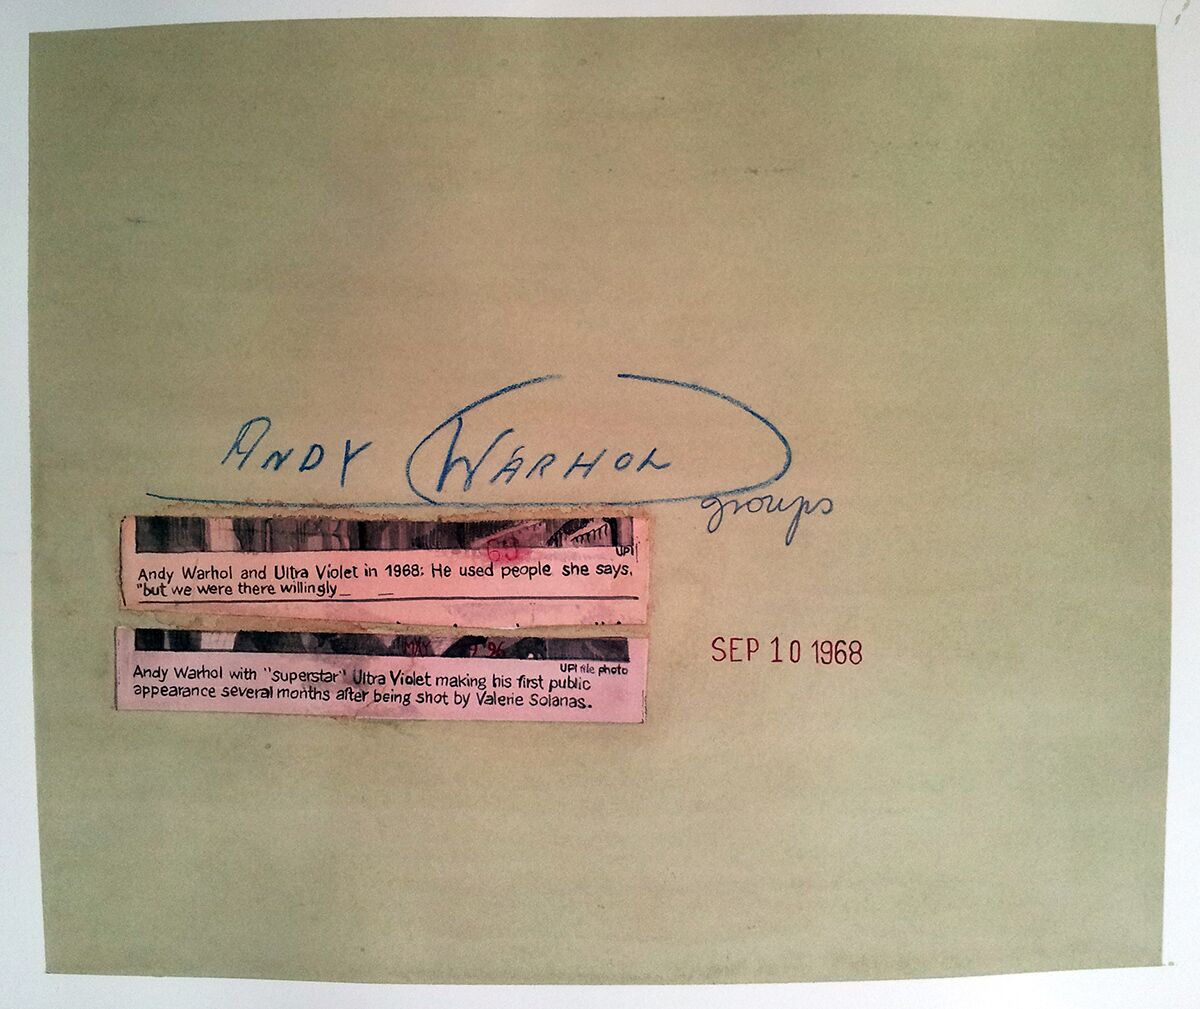 ANDY WARHOL
groups
63
UPI
Andy Warhol and Ultra Violet in 1968: He used people she says,
"but we were there willingly_ _
UPI file photo
Andy Warhol with "superstar" Ultra Violet making his first public
appearance several months after being shot by Valerie Solanas.
SEP 10 1968